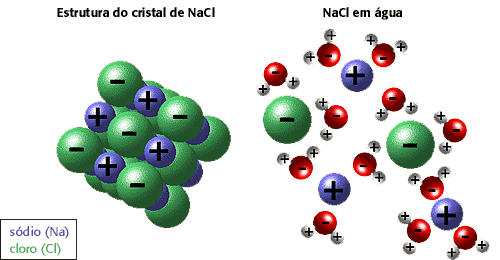 Estrutura do cristal de NaCl
NaCl em água
sódio (Na)
cloro (Cl)